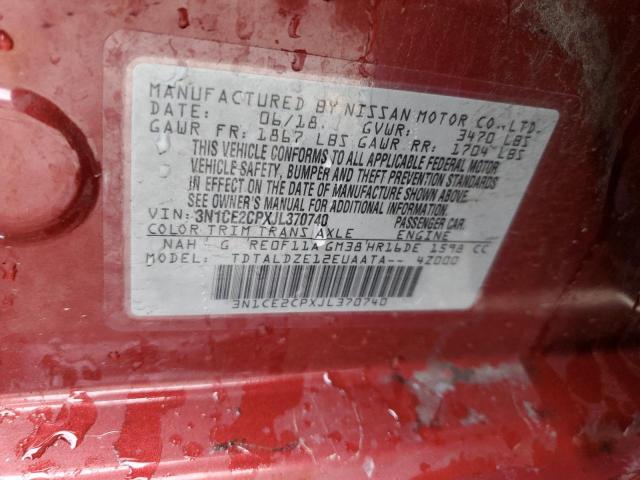 MANUFACTURED BY NISSAN MOTOR CO., LTD.
DATE: 06/18 GVWR: 3470 LBS
GAWR FR: 1867 LBS GAWR RR: 1704 LBS
THIS VEHICLE CONFORMS TO ALL APPLICABLE FEDERAL MOTOR
VEHICLE SAFETY, BUMPER AND THEFT PREVENTION STANDARDS
IN EFFECT ON THE DATE OF MANUFACTURE SHOWN ABOVE.
SEE OWNER'S MANUAL FOR ADDITIONAL INFORMATION
VIN: 3N1CE2CPXJL370740 PASSENGER CAR.
COLOR TRIM TRANS AXLE ENGINE
NAH G RE0F11A GM38 HR16DE 1598 CC
MODEL: TDTALDZE12EUAATA-- 4Z000
3N1CE2CPXJL370740